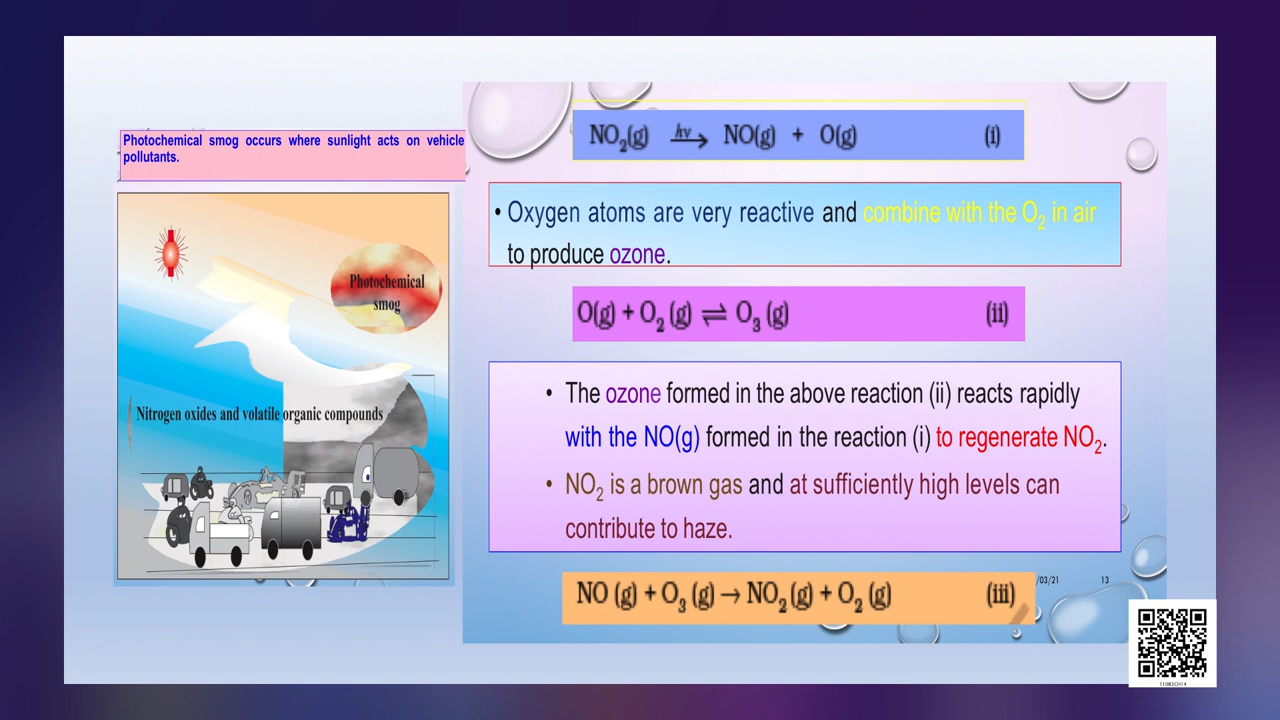 Photochemical smog occurs where sunlight acts on vehicle
pollutants.
Photochemical
smog
Nitrogen oxides and volatile organic compounds
NO₂(g) hν→ NO(g) + O(g) (i)
• Oxygen atoms are very reactive and combine with the O₂ in air
to produce ozone.
O(g) + O₂ (g) ⇌ O₃ (g) (ii)
• The ozone formed in the above reaction (ii) reacts rapidly
with the NO(g) formed in the reaction (i) to regenerate NO₂.
• NO₂ is a brown gas and at sufficiently high levels can
contribute to haze.
NO (g) + O₃ (g) → NO₂ (g) + O₂ (g) (iii)
/03/21 13
11083CH14